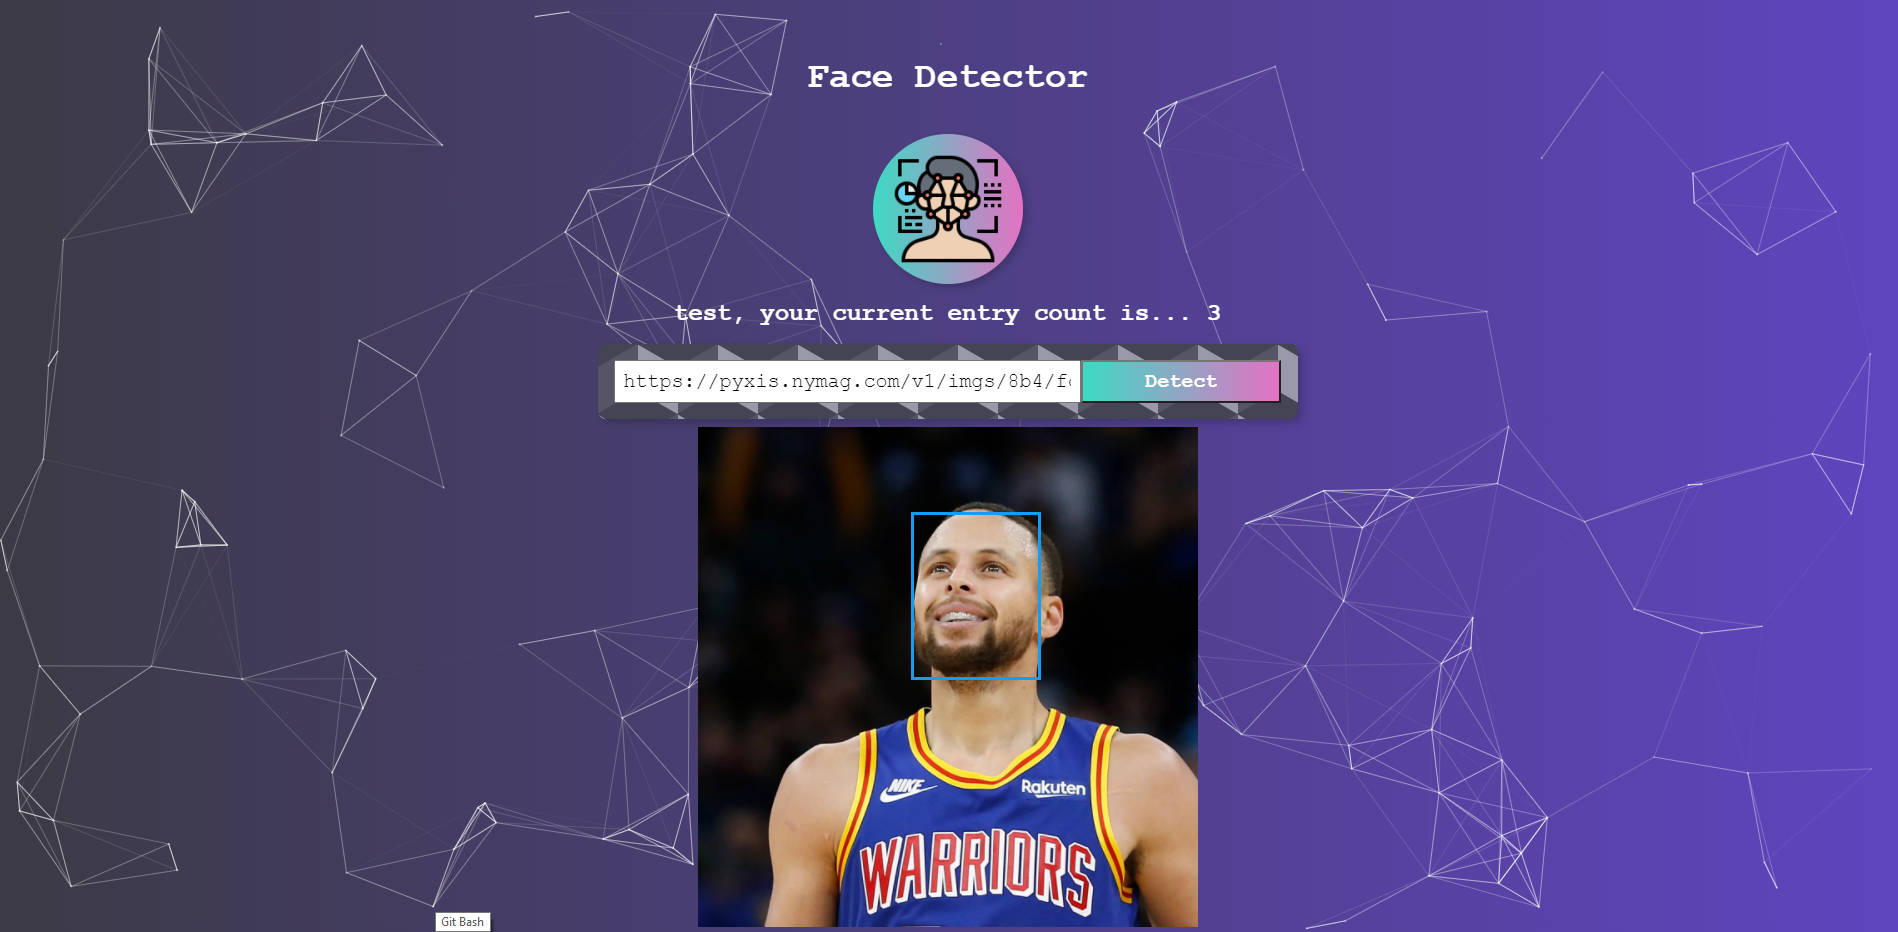 Face Detector
test, your current entry count is... 3
https://pyxis.nymag.com/v1/imgs/8b4/f
Detect
NIKE
Rakuten
WARRIORS
Git Bash